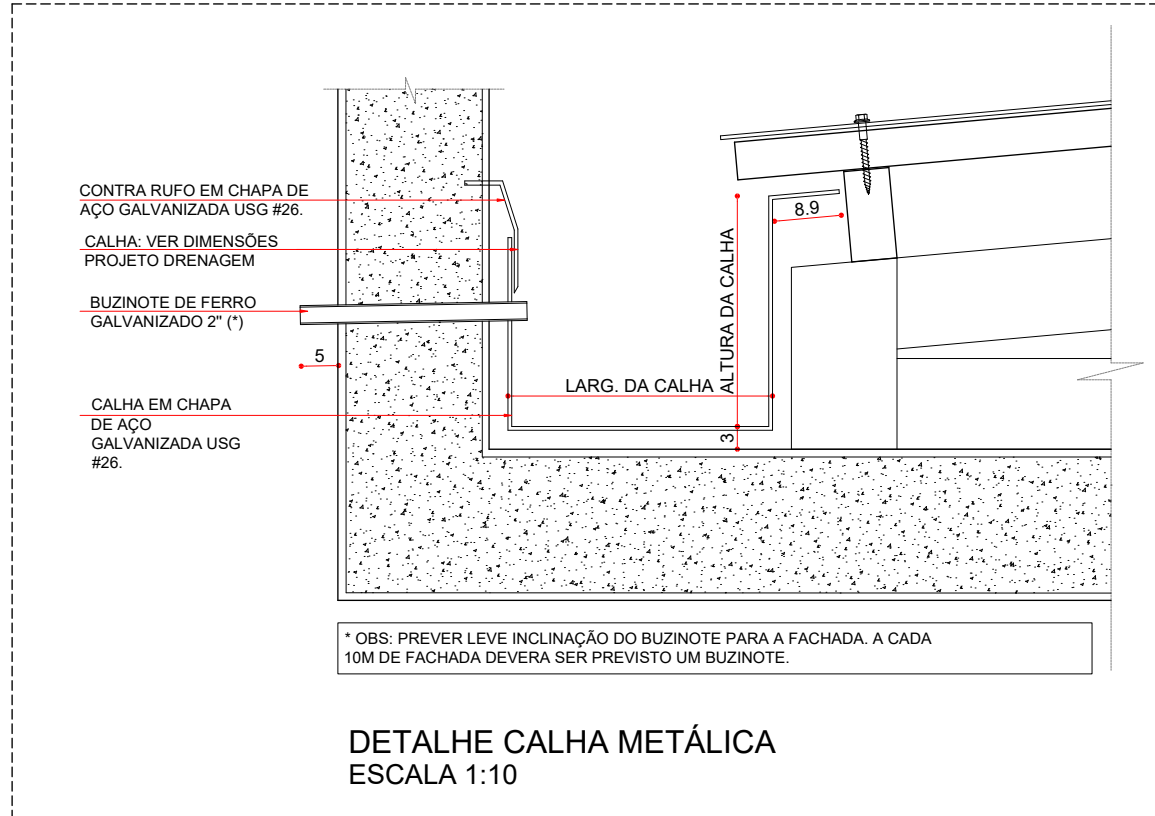 CONTRA RUFO EM CHAPA DE
AÇO GALVANIZADA USG #26.
CALHA: VER DIMENSÕES
PROJETO DRENAGEM
BUZINOTE DE FERRO
GALVANIZADO 2" (*)
5
CALHA EM CHAPA
DE AÇO
GALVANIZADA USG
#26.
8.9
ALTURA DA CALHA
LARG. DA CALHA
3
* OBS: PREVER LEVE INCLINAÇÃO DO BUZINOTE PARA A FACHADA. A CADA
10M DE FACHADA DEVERA SER PREVISTO UM BUZINOTE.
DETALHE CALHA METÁLICA
ESCALA 1:10